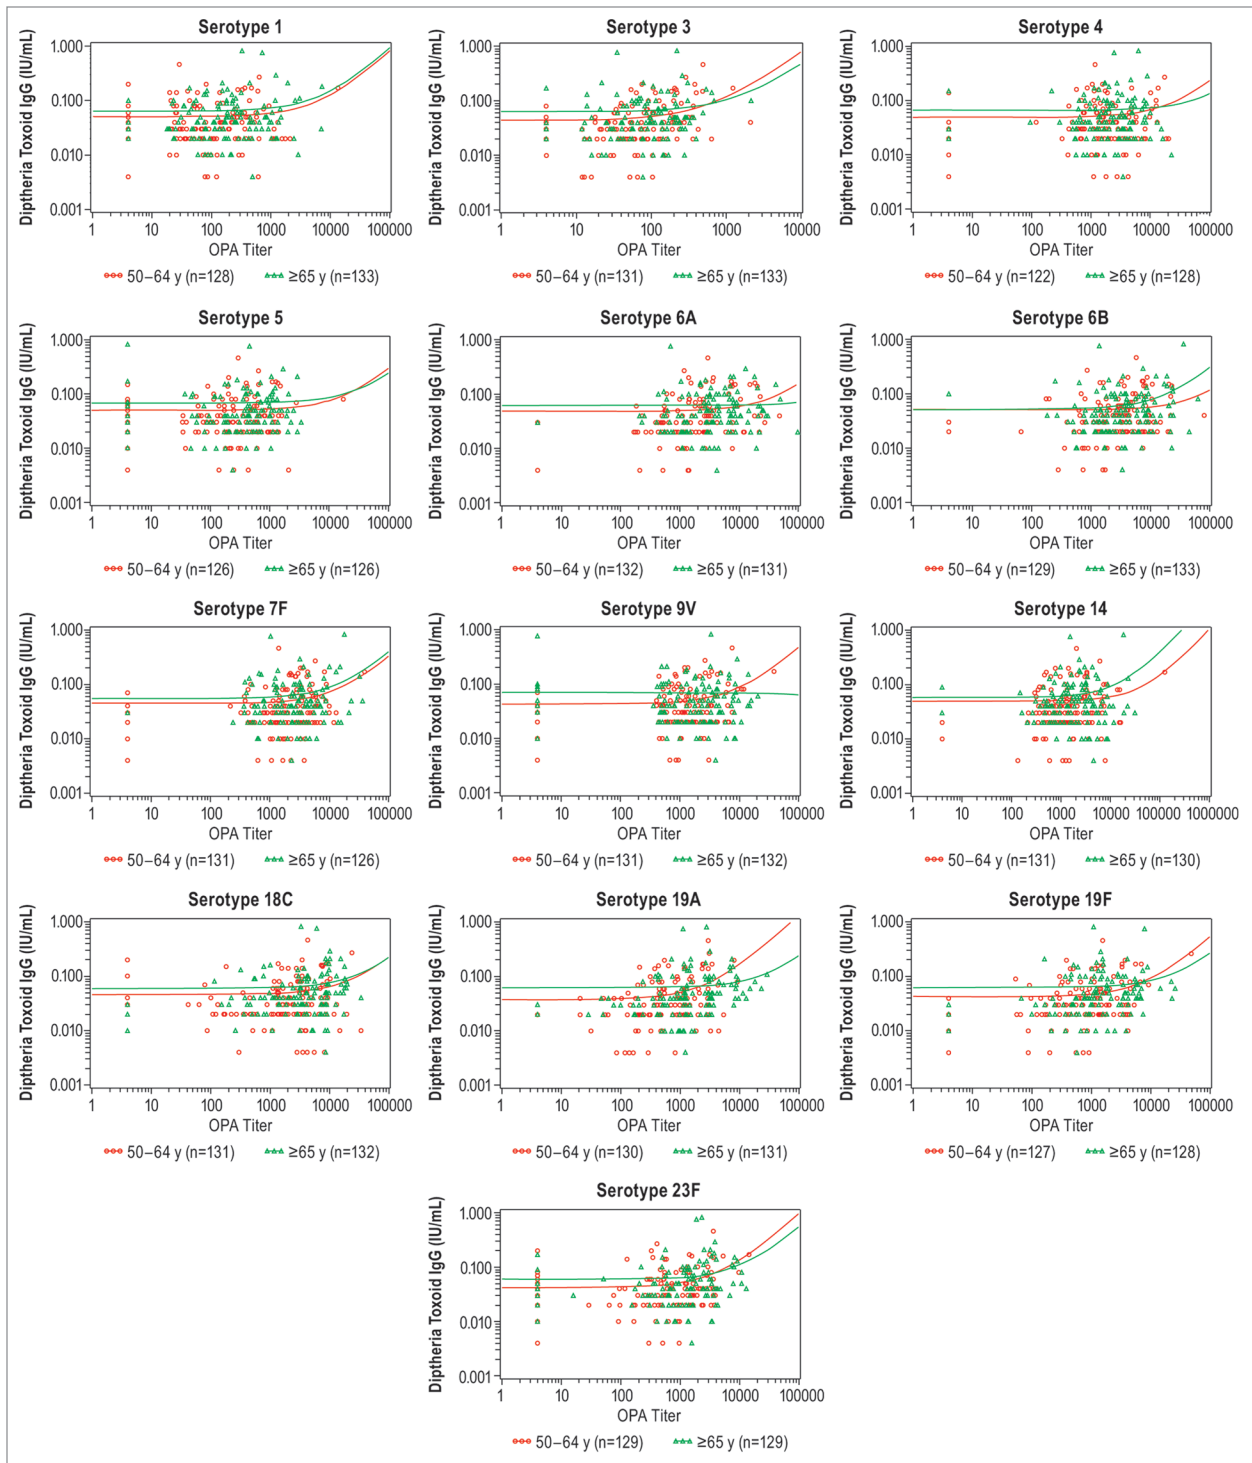 Serotype 1
Diptheria Toxoid IgG (IU/mL)
1.000
0.100
0.010
0.001
1 10 100 1000 10000 100000
OPA Titer
50–64 y (n=128) ≥65 y (n=133)
Serotype 3
Diptheria Toxoid IgG (IU/mL)
1.000
0.100
0.010
0.001
1 10 100 1000 10000
OPA Titer
50–64 y (n=131) ≥65 y (n=133)
Serotype 4
Diptheria Toxoid IgG (IU/mL)
1.000
0.100
0.010
0.001
1 10 100 1000 10000 100000
OPA Titer
50–64 y (n=122) ≥65 y (n=128)
Serotype 5
Diptheria Toxoid IgG (IU/mL)
1.000
0.100
0.010
0.001
1 10 100 1000 10000 100000
OPA Titer
50–64 y (n=126) ≥65 y (n=126)
Serotype 6A
Diptheria Toxoid IgG (IU/mL)
1.000
0.100
0.010
0.001
1 10 100 1000 10000 100000
OPA Titer
50–64 y (n=132) ≥65 y (n=131)
Serotype 6B
Diptheria Toxoid IgG (IU/mL)
1.000
0.100
0.010
0.001
1 10 100 1000 10000 100000
OPA Titer
50–64 y (n=129) ≥65 y (n=133)
Serotype 7F
Diptheria Toxoid IgG (IU/mL)
1.000
0.100
0.010
0.001
1 10 100 1000 10000 100000
OPA Titer
50–64 y (n=131) ≥65 y (n=126)
Serotype 9V
Diptheria Toxoid IgG (IU/mL)
1.000
0.100
0.010
0.001
1 10 100 1000 10000 100000
OPA Titer
50–64 y (n=131) ≥65 y (n=132)
Serotype 14
Diptheria Toxoid IgG (IU/mL)
1.000
0.100
0.010
0.001
1 10 100 1000 10000 100000 1000000
OPA Titer
50–64 y (n=131) ≥65 y (n=130)
Serotype 18C
Diptheria Toxoid IgG (IU/mL)
1.000
0.100
0.010
0.001
1 10 100 1000 10000 100000
OPA Titer
50–64 y (n=131) ≥65 y (n=132)
Serotype 19A
Diptheria Toxoid IgG (IU/mL)
1.000
0.100
0.010
0.001
1 10 100 1000 10000 100000
OPA Titer
50–64 y (n=130) ≥65 y (n=131)
Serotype 19F
Diptheria Toxoid IgG (IU/mL)
1.000
0.100
0.010
0.001
1 10 100 1000 10000 100000
OPA Titer
50–64 y (n=127) ≥65 y (n=128)
Serotype 23F
Diptheria Toxoid IgG (IU/mL)
1.000
0.100
0.010
0.001
1 10 100 1000 10000 100000
OPA Titer
50–64 y (n=129) ≥65 y (n=129)